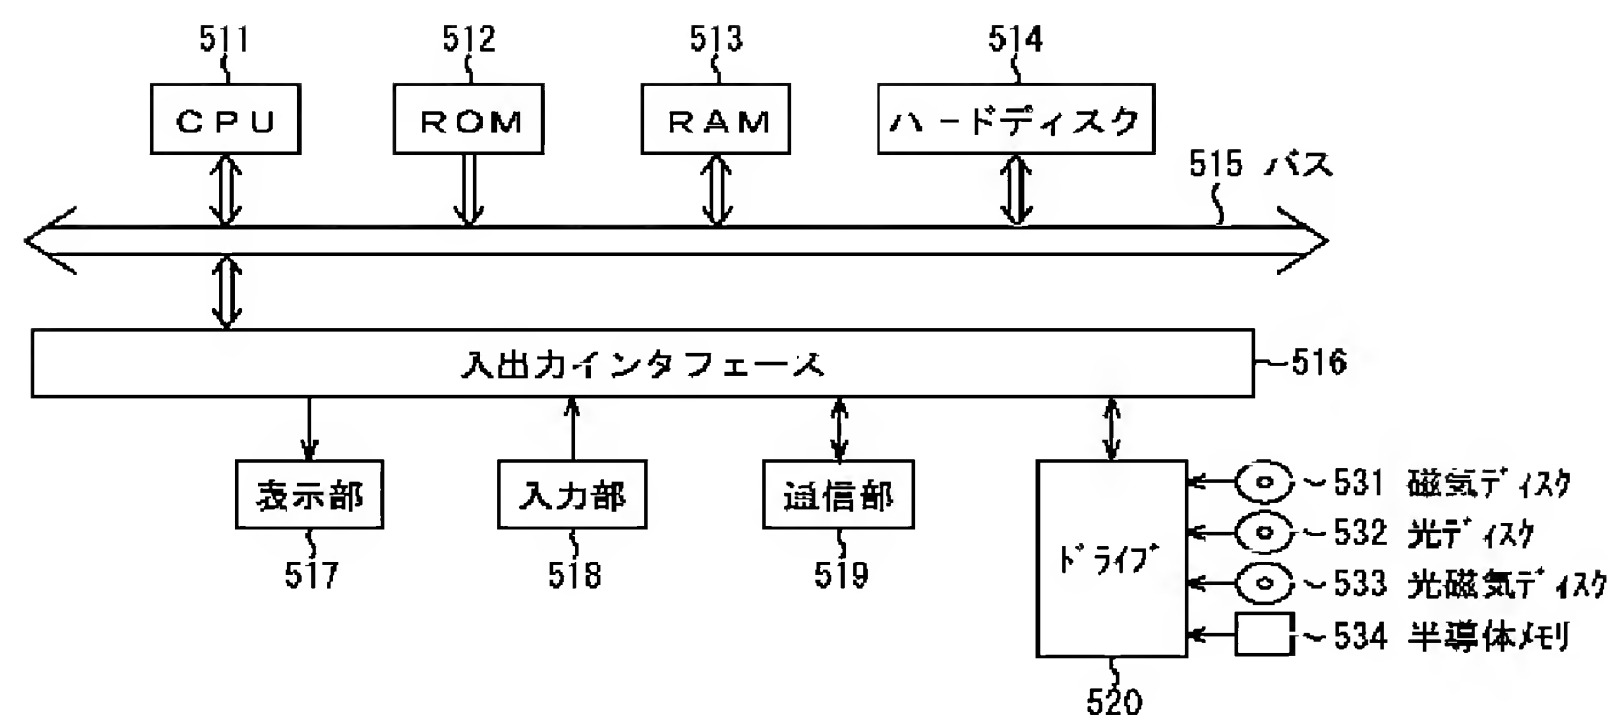 511
512
513
514
CPU
ROM
RAM
ハードディスク
515 バス
入出力インタフェース
516
表示部
入力部
通信部
ドライブ
531 磁気ディスク
532 光ディスク
533 光磁気ディスク
534 半導体メモリ
517
518
519
520